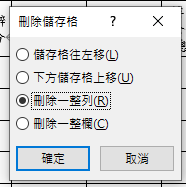 刪除儲存格 ? ×
儲存格往左移(L)
下方儲存格上移(U)
刪除一整列(R)
刪除一整欄(C)
確定 取消